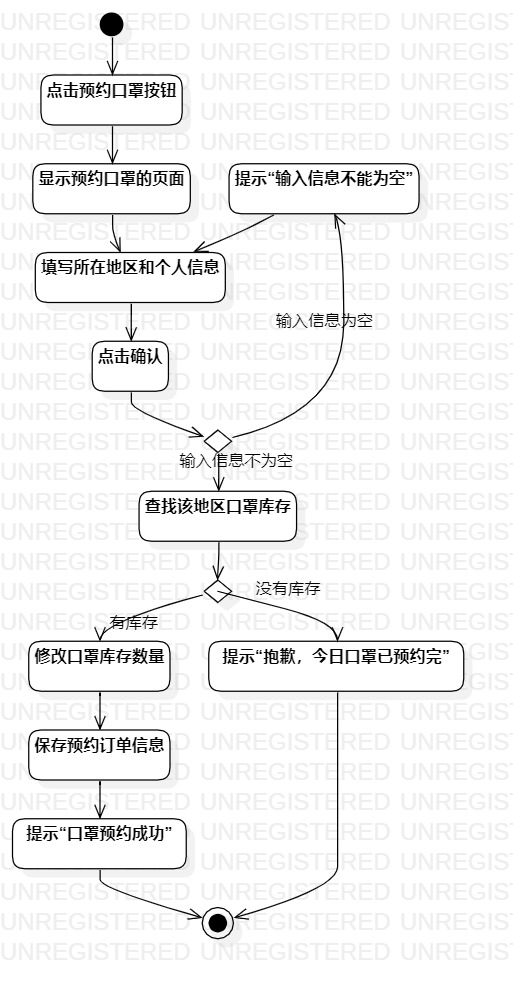 点击预约口罩按钮
显示预约口罩的页面
提示“输入信息不能为空”
填写所在地区和个人信息
输入信息为空
点击确认
输入信息不为空
查找该地区口罩库存
没有库存
有库存
修改口罩库存数量
提示“抱歉，今日口罩已预约完”
保存预约订单信息
提示“口罩预约成功”
UNREGISTERED